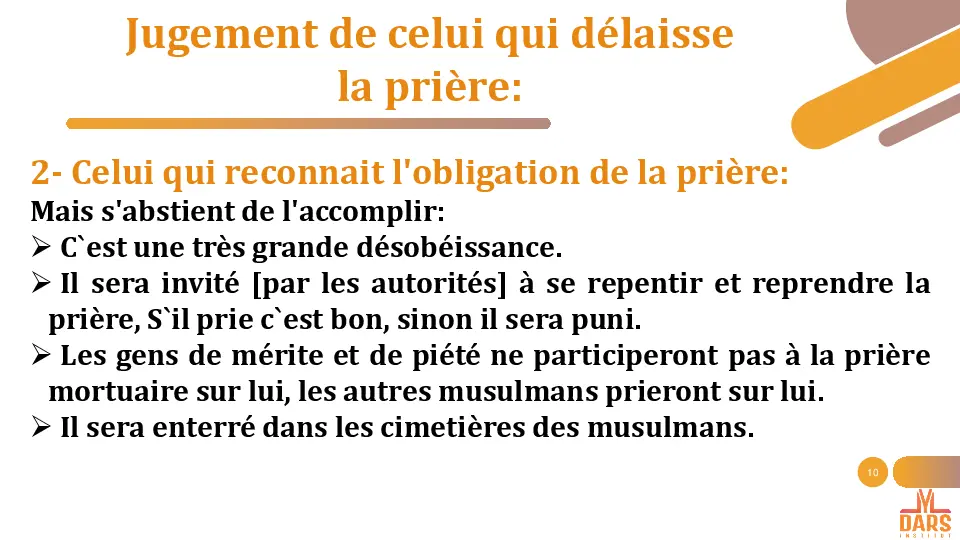 Jugement de celui qui délaisse
la prière:
2- Celui qui reconnait l'obligation de la prière:
Mais s'abstient de l'accomplir:
➢ C`est une très grande désobéissance.
➢ Il sera invité [par les autorités] à se repentir et reprendre la
prière, S`il prie c`est bon, sinon il sera puni.
➢ Les gens de mérite et de piété ne participeront pas à la prière
mortuaire sur lui, les autres musulmans prieront sur lui.
➢ Il sera enterré dans les cimetières des musulmans.
10
DARS
INSTITUT